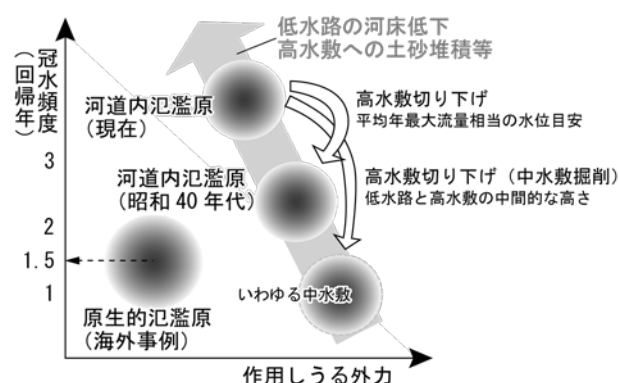 低水路の河床低下
高水敷への土砂堆積等
冠水頻度
（回帰年）
河道内氾濫原
（現在）
高水敷切り下げ
平均年最大流量相当の水位目安
3
河道内氾濫原
（昭和 40 年代）
高水敷切り下げ（中水敷掘削）
低水路と高水敷の中間的な高さ
2
1.5
1
いわゆる中水敷
原生的氾濫原
（海外事例）
作用しうる外力